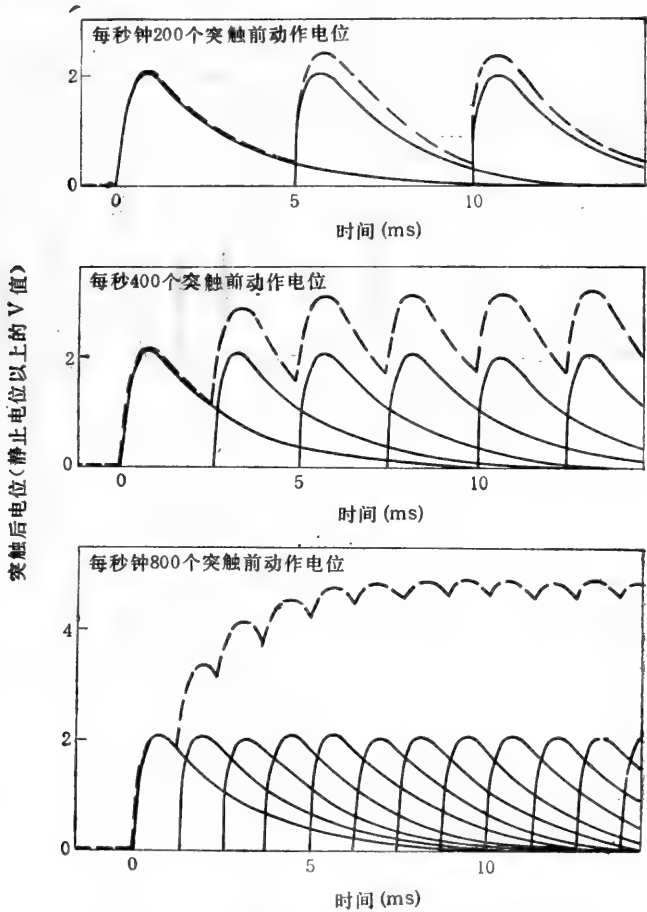 突触后电位(静止电位以上的 V 值)
每秒钟200个突触前动作电位
2
0
0 5 10
时间 (ms)
每秒400个突触前动作电位
2
0
0 5 10
时间 (ms)
每秒钟800个突触前动作电位
4
2
0
0 5 10
时间 (ms)